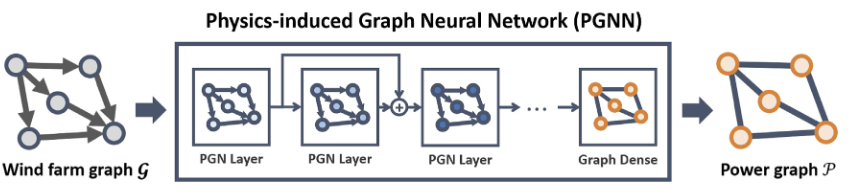 Physics-induced Graph Neural Network (PGNN)
PGN Layer
PGN Layer
PGN Layer
...
Graph Dense
Wind farm graph 𝓖
Power graph 𝒫